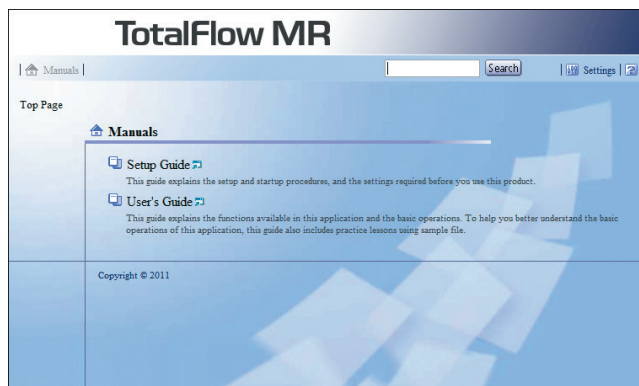 TotalFlow MR
Manuals
Search
Settings
Top Page
Manuals
Setup Guide
This guide explains the setup and startup procedures, and the settings required before you use this product.
User's Guide
This guide explains the functions available in this application and the basic operations. To help you better understand the basic
operations of this application, this guide also includes practice lessons using sample file.
Copyright © 2011